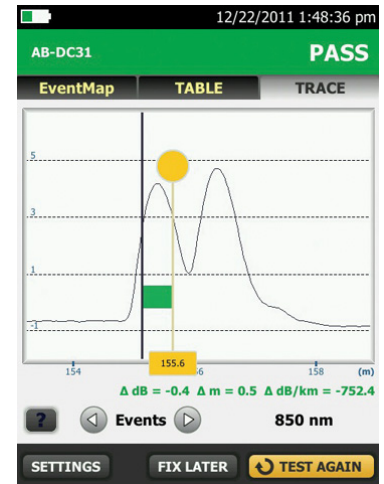 12/22/2011 1:48:36 pm
AB-DC31 PASS
EventMap TABLE TRACE
5
3
1
-1
154 155.6 6 158 (m)
Δ dB = -0.4 Δ m = 0.5 Δ dB/km = -752.4
? Events 850 nm
SETTINGS FIX LATER TEST AGAIN